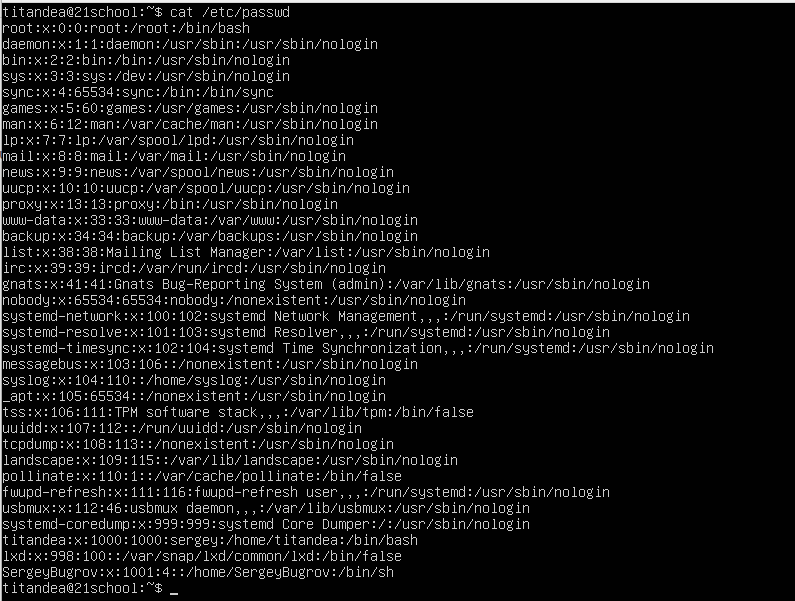 titandea@21school:~$ cat /etc/passwd
root:x:0:0:root:/root:/bin/bash
daemon:x:1:1:daemon:/usr/sbin:/usr/sbin/nologin
bin:x:2:2:bin:/bin:/usr/sbin/nologin
sys:x:3:3:sys:/dev:/usr/sbin/nologin
sync:x:4:65534:sync:/bin:/bin/sync
games:x:5:60:games:/usr/games:/usr/sbin/nologin
man:x:6:12:man:/var/cache/man:/usr/sbin/nologin
lp:x:7:7:lp:/var/spool/lpd:/usr/sbin/nologin
mail:x:8:8:mail:/var/mail:/usr/sbin/nologin
news:x:9:9:news:/var/spool/news:/usr/sbin/nologin
uucp:x:10:10:uucp:/var/spool/uucp:/usr/sbin/nologin
proxy:x:13:13:proxy:/bin:/usr/sbin/nologin
www-data:x:33:33:www-data:/var/www:/usr/sbin/nologin
backup:x:34:34:backup:/var/backups:/usr/sbin/nologin
list:x:38:38:Mailing List Manager:/var/list:/usr/sbin/nologin
irc:x:39:39:ircd:/var/run/ircd:/usr/sbin/nologin
gnats:x:41:41:Gnats Bug-Reporting System (admin):/var/lib/gnats:/usr/sbin/nologin
nobody:x:65534:65534:nobody:/nonexistent:/usr/sbin/nologin
systemd-network:x:100:102:systemd Network Management,,,:/run/systemd:/usr/sbin/nologin
systemd-resolve:x:101:103:systemd Resolver,,,:/run/systemd:/usr/sbin/nologin
systemd-timesync:x:102:104:systemd Time Synchronization,,,:/run/systemd:/usr/sbin/nologin
messagebus:x:103:106::/nonexistent:/usr/sbin/nologin
syslog:x:104:110::/home/syslog:/usr/sbin/nologin
_apt:x:105:65534::/nonexistent:/usr/sbin/nologin
tss:x:106:111:TPM software stack,,,:/var/lib/tpm:/bin/false
uuidd:x:107:112::/run/uuidd:/usr/sbin/nologin
tcpdump:x:108:113::/nonexistent:/usr/sbin/nologin
landscape:x:109:115::/var/lib/landscape:/usr/sbin/nologin
pollinate:x:110:1::/var/cache/pollinate:/bin/false
fwupd-refresh:x:111:116:fwupd-refresh user,,,:/run/systemd:/usr/sbin/nologin
usbmux:x:112:46:usbmux daemon,,,:/var/lib/usbmux:/usr/sbin/nologin
systemd-coredump:x:999:999:systemd Core Dumper:/:/usr/sbin/nologin
titandea:x:1000:1000:sergey:/home/titandea:/bin/bash
lxd:x:998:100::/var/snap/lxd/common/lxd:/bin/false
SergeyBugrov:x:1001:4::/home/SergeyBugrov:/bin/sh
titandea@21school:~$ _